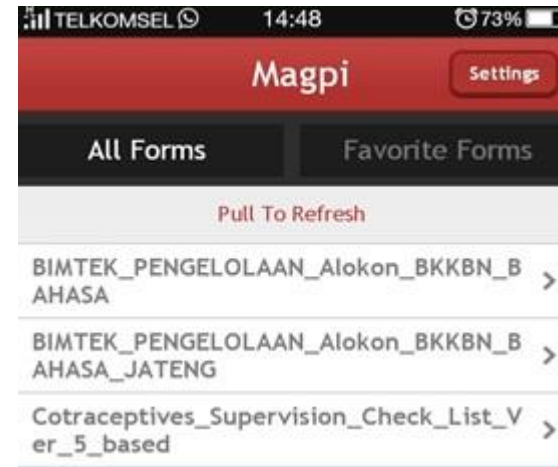 TELKOMSEL 14:48 73%
Magpi Settings
All Forms Favorite Forms
Pull To Refresh
BIMTEK_PENGELOLAAN_Alokon_BKKBN_B
AHASA
BIMTEK_PENGELOLAAN_Alokon_BKKBN_B
AHASA_JATENG
Cotraceptives_Supervision_Check_List_V
er_5_based